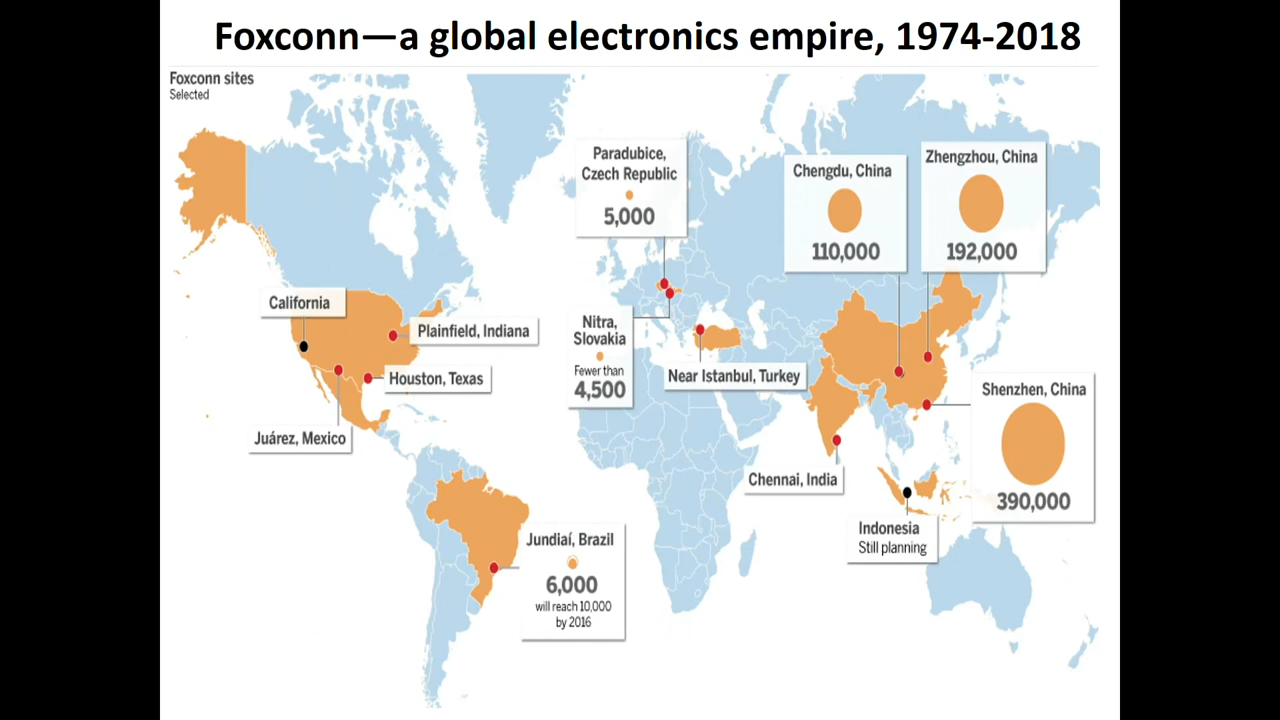 Foxconn—a global electronics empire, 1974-2018
Foxconn sites
Selected
Paradubice,
Czech Republic
5,000
Chengdu, China
110,000
Zhengzhou, China
192,000
California
Plainfield, Indiana
Houston, Texas
Juárez, Mexico
Nitra,
Slovakia
Fewer than
4,500
Near Istanbul, Turkey
Shenzhen, China
390,000
Chennai, India
Indonesia
Still planning
Jundiaí, Brazil
6,000
will reach 10,000
by 2016